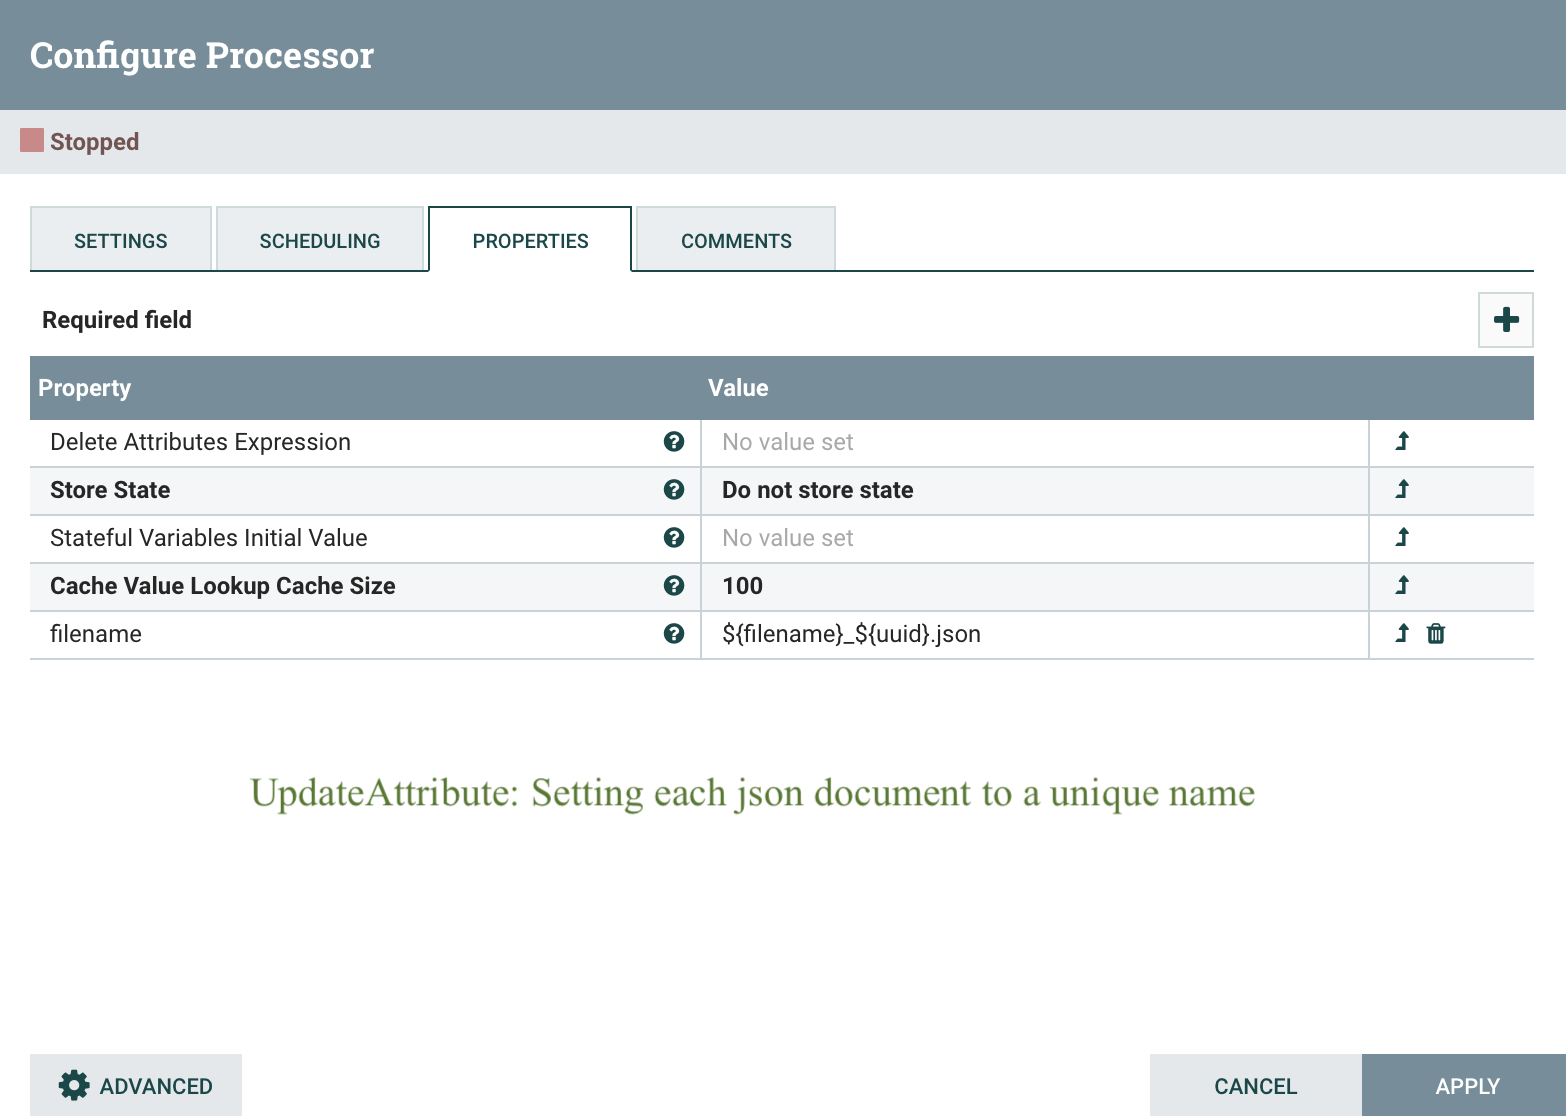 Configure Processor
Stopped
SETTINGS SCHEDULING PROPERTIES COMMENTS
Required field
Property Value
Delete Attributes Expression No value set
Store State Do not store state
Stateful Variables Initial Value No value set
Cache Value Lookup Cache Size 100
filename ${filename}_${uuid}.json
UpdateAttribute: Setting each json document to a unique name
ADVANCED CANCEL APPLY